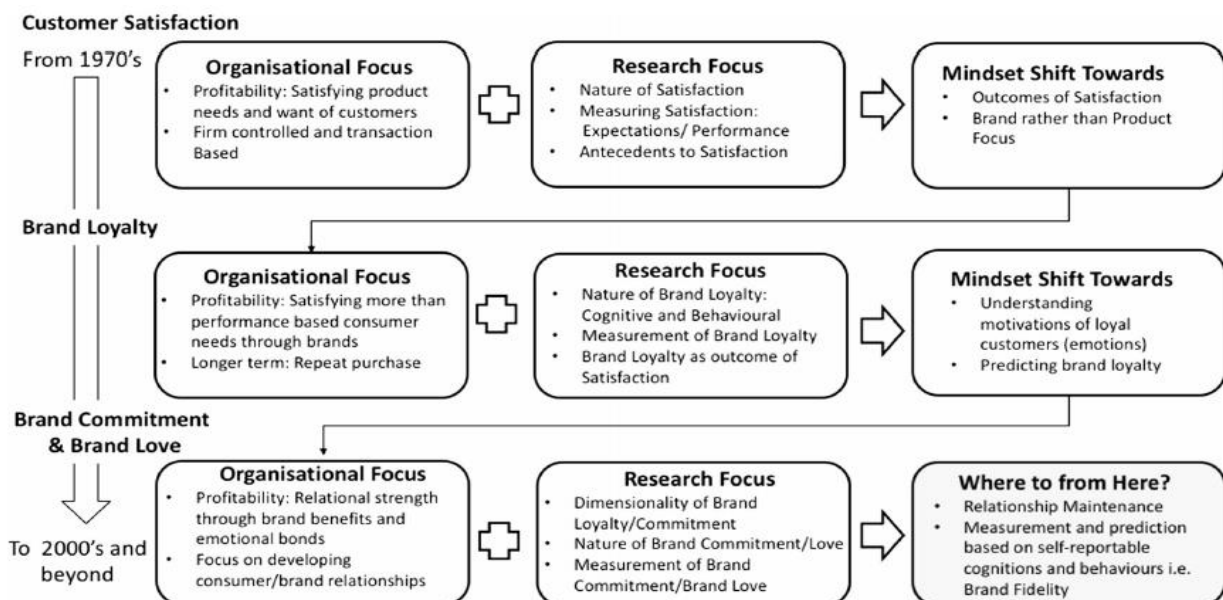 Customer Satisfaction
From 1970's
Organisational Focus
• Profitability: Satisfying product
needs and want of customers
• Firm controlled and transaction
Based
Research Focus
• Nature of Satisfaction
• Measuring Satisfaction:
Expectations/ Performance
• Antecedents to Satisfaction
Mindset Shift Towards
• Outcomes of Satisfaction
• Brand rather than Product
Focus
Brand Loyalty
Organisational Focus
• Profitability: Satisfying more than
performance based consumer
needs through brands
• Longer term: Repeat purchase
Research Focus
• Nature of Brand Loyalty:
Cognitive and Behavioural
• Measurement of Brand Loyalty
• Brand Loyalty as outcome of
Satisfaction
Mindset Shift Towards
• Understanding
motivations of loyal
customers (emotions)
• Predicting brand loyalty
Brand Commitment
& Brand Love
To 2000's and
beyond
Organisational Focus
• Profitability: Relational strength
through brand benefits and
emotional bonds
• Focus on developing
consumer/brand relationships
Research Focus
• Dimensionality of Brand
Loyalty/Commitment
• Nature of Brand Commitment/Love
• Measurement of Brand
Commitment/Brand Love
Where to from Here?
• Relationship Maintenance
• Measurement and prediction
based on self-reportable
cognitions and behaviours i.e.
Brand Fidelity